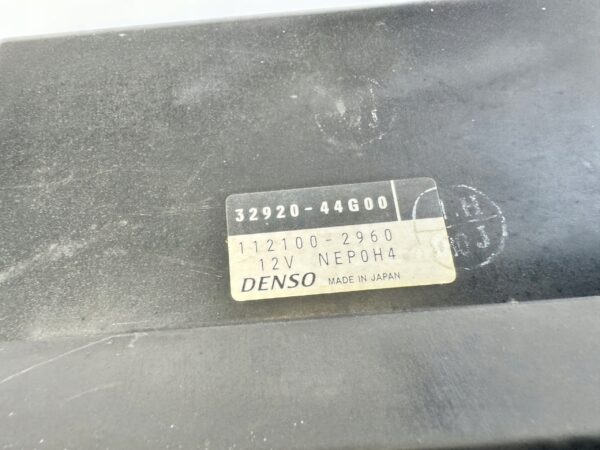 32920-44G00
112100-2960
12V NEP0H4
DENSO MADE IN JAPAN